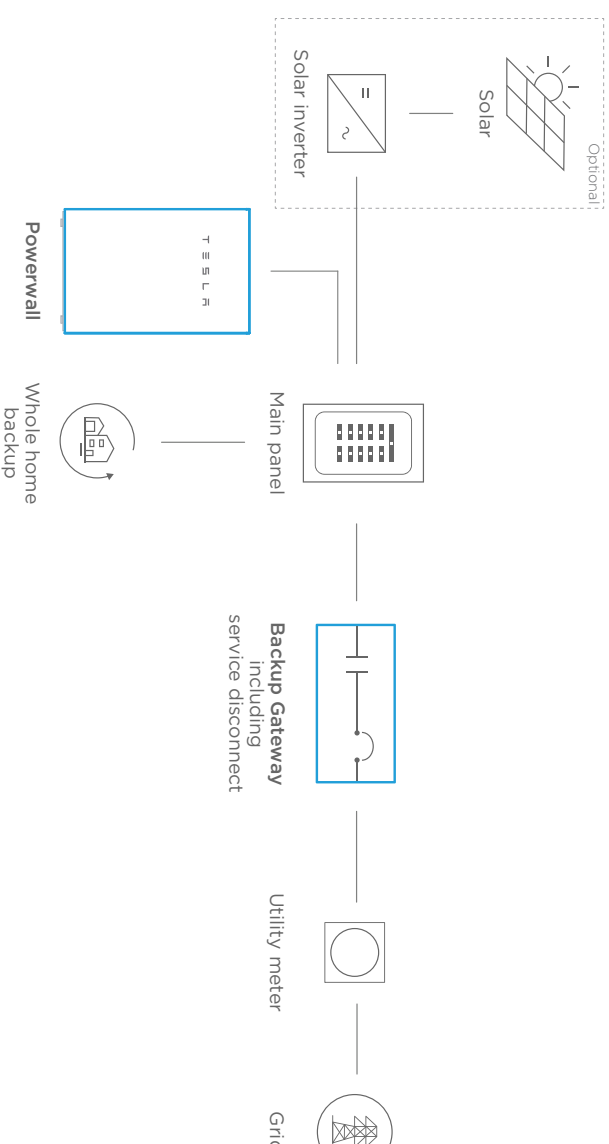 Optional
Solar
Solar inverter
TESLA
Powerwall
Main panel
Whole home
backup
Backup Gateway
including
service disconnect
Utility meter